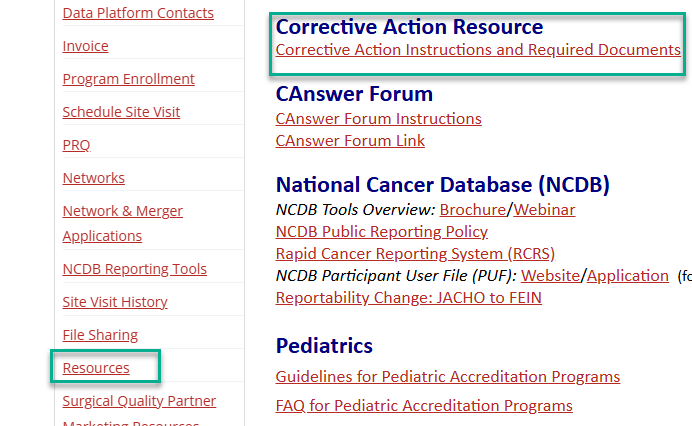 Data Platform Contacts
Invoice
Program Enrollment
Schedule Site Visit
PRQ
Networks
Network & Merger
Applications
NCDB Reporting Tools
Site Visit History
File Sharing
Resources
Surgical Quality Partner
Marketing Resources
Corrective Action Resource
Corrective Action Instructions and Required Documents
CAnswer Forum
CAnswer Forum Instructions
CAnswer Forum Link
National Cancer Database (NCDB)
NCDB Tools Overview: Brochure/Webinar
NCDB Public Reporting Policy
Rapid Cancer Reporting System (RCRS)
NCDB Participant User File (PUF): Website/Application (fo
Reportability Change: JACHO to FEIN
Pediatrics
Guidelines for Pediatric Accreditation Programs
FAQ for Pediatric Accreditation Programs